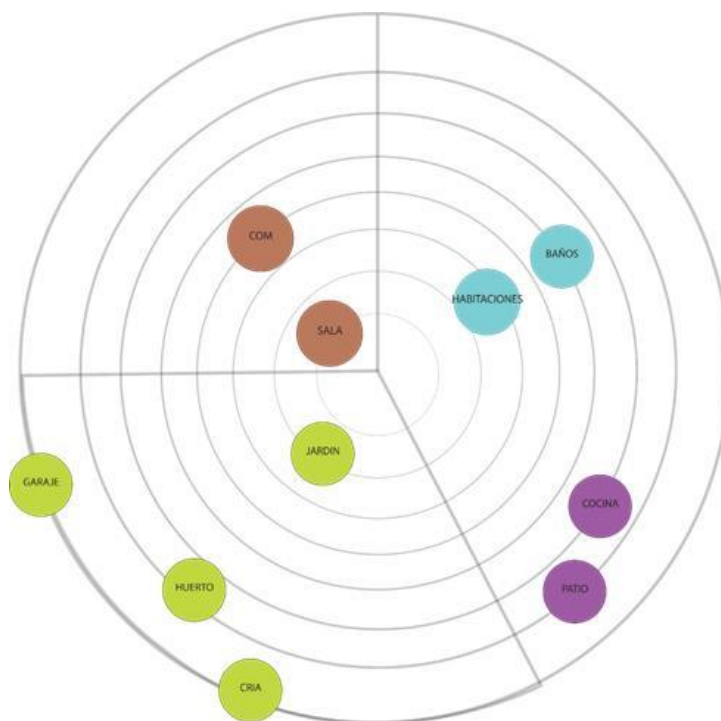 COM
BAÑOS
HABITACIONES
SALA
JARDIN
GARAJE
COCINA
HUERTO
PATIO
CRIA